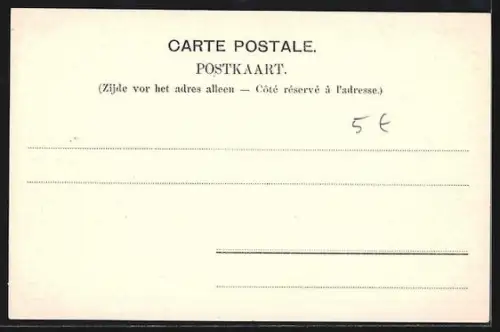 CARTE POSTALE.
POSTKAART.
(Zijde vor het adres alleen — Côté réservé à l'adresse.)
5 €